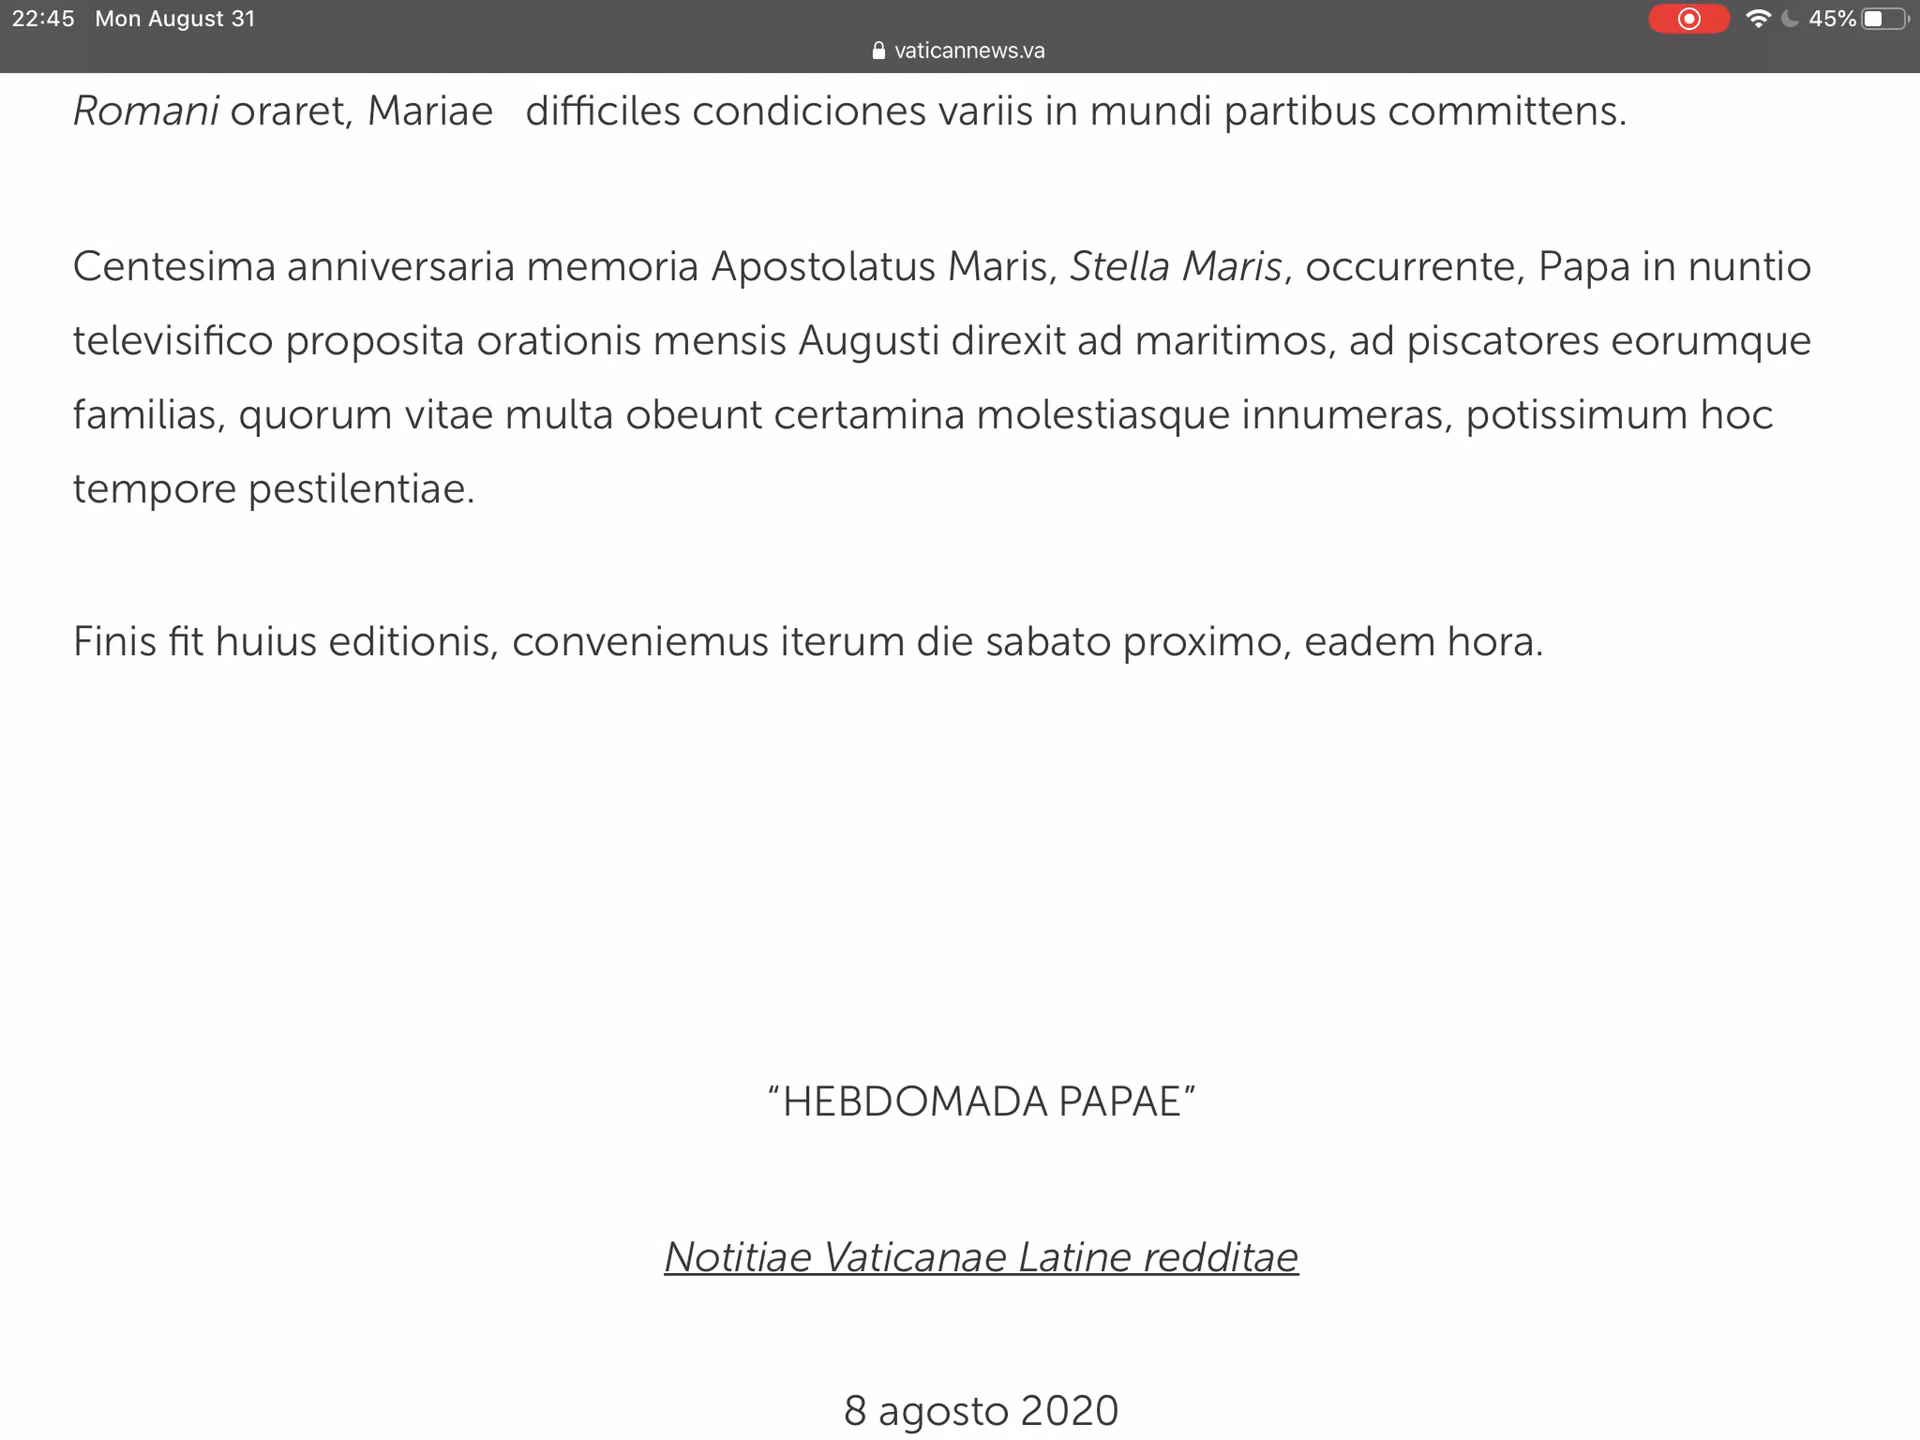 22:45 Mon August 31
45%
vaticannews.va
Romani oraret, Mariae difficiles condiciones variis in mundi partibus committens.
Centesima anniversaria memoria Apostolatus Maris, Stella Maris, occurrente, Papa in nuntio
televisifico proposita orationis mensis Augusti direxit ad maritimos, ad piscatores eorumque
familias, quorum vitae multa obeunt certamina molestiasque innumeras, potissimum hoc
tempore pestilentiae.
Finis fit huius editionis, conveniemus iterum die sabato proximo, eadem hora.
“HEBDOMADA PAPAE”
Notitiae Vaticanae Latine redditae
8 agosto 2020